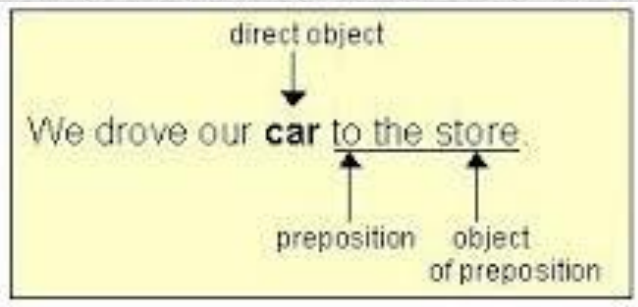 direct object
We drove our car to the store.
preposition object
of preposition